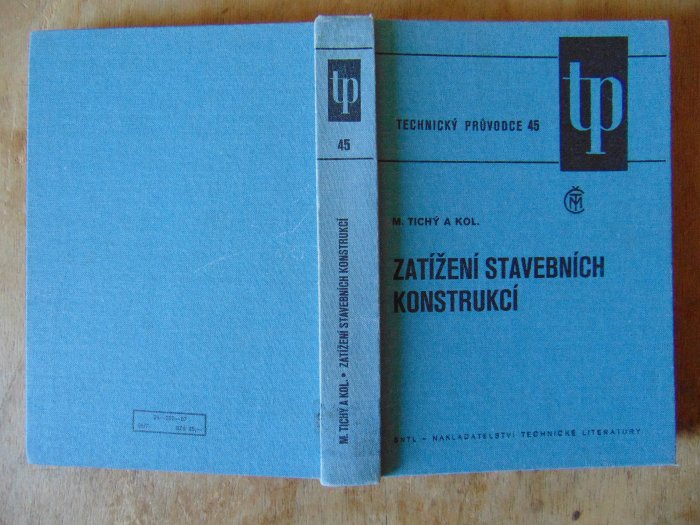 tp
45
M. TICHÝ A KOL. • ZATÍŽENÍ STAVEBNÍCH KONSTRUKCÍ
tp
TECHNICKÝ PRŮVODCE 45
M. TICHÝ A KOL.
ZATÍŽENÍ STAVEBNÍCH
KONSTRUKCÍ
SNTL – NAKLADATELSTVÍ TECHNICKÉ LITERATURY